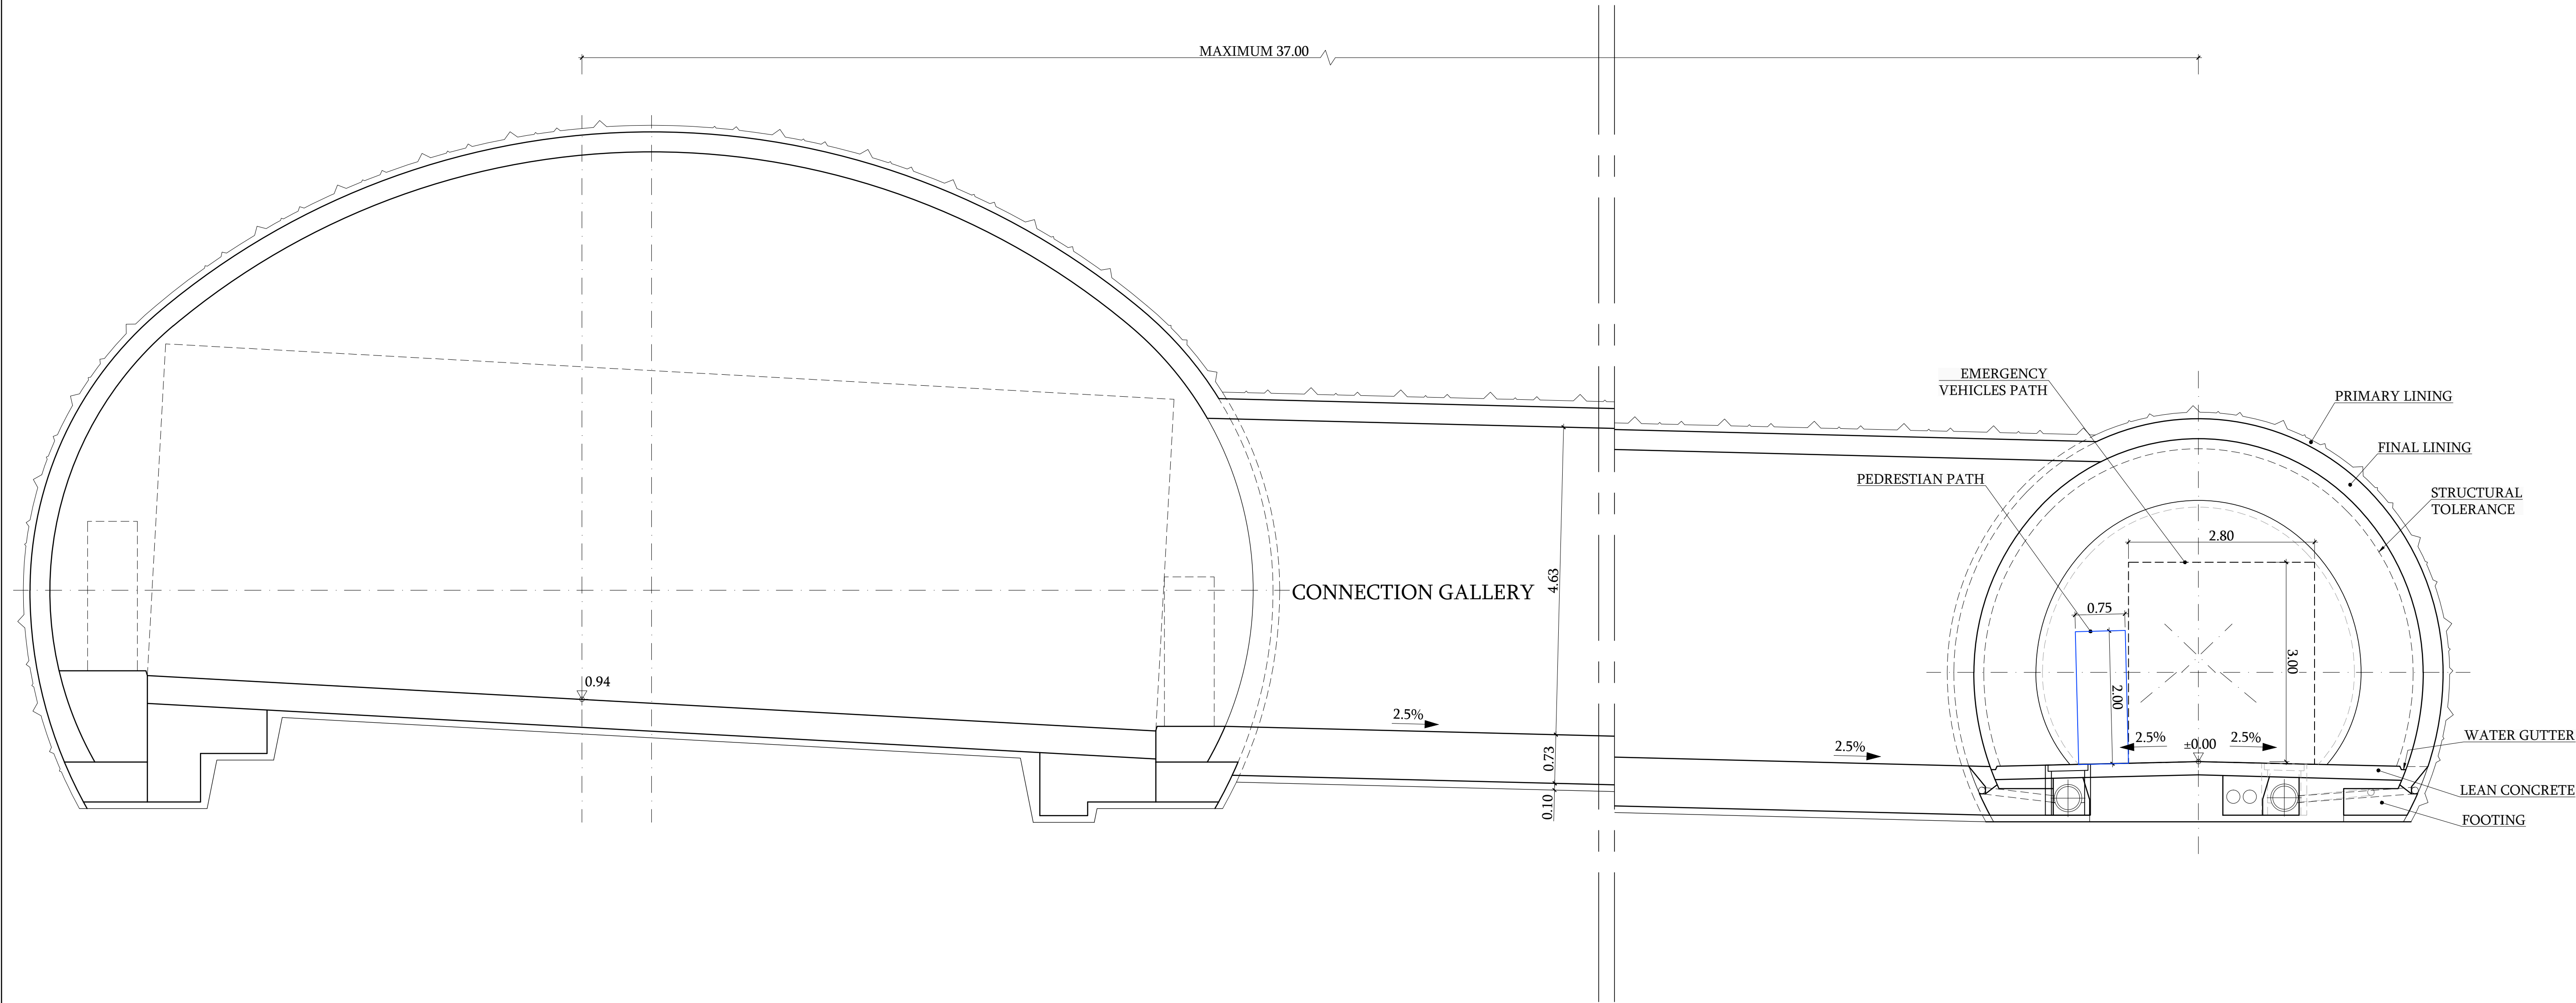 MAXIMUM 37.00
EMERGENCY
VEHICLES PATH
PRIMARY LINING
FINAL LINING
PEDRESTIAN PATH
STRUCTURAL
TOLERANCE
2.80
CONNECTION GALLERY
4.63
0.75
3.00
2.00
0.94
2.5%
2.5%
2.5%
±0.00
2.5%
WATER GUTTER
0.73
LEAN CONCRETE
0.10
FOOTING